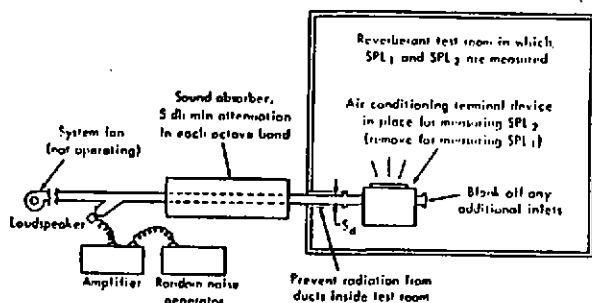 Reverberant test room in which
SPL1 and SPL2 are measured
Sound absorber,
5 db min attenuation
in each octave band
Air conditioning terminal device
in place for measuring SPL2
(remove for measuring SPL1)
System fan
(not operating)
Blank off any
additional inlets
Loudspeaker
Sd
Amplifier
Random noise
generator
Prevent radiation from
ducts inside test room